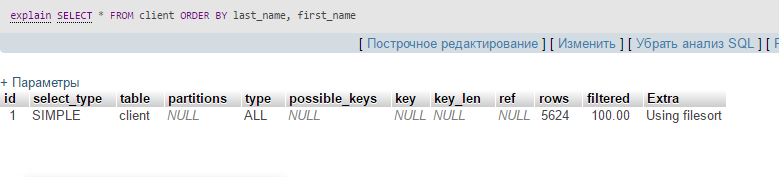 explain SELECT * FROM client ORDER BY last_name, first_name
[ Построчное редактирование ] [ Изменить ] [ Убрать анализ SQL ] [
+ Параметры
id select_type table partitions type possible_keys key key_len ref rows filtered Extra
1 SIMPLE client NULL ALL NULL NULL NULL NULL 5624 100.00 Using filesort